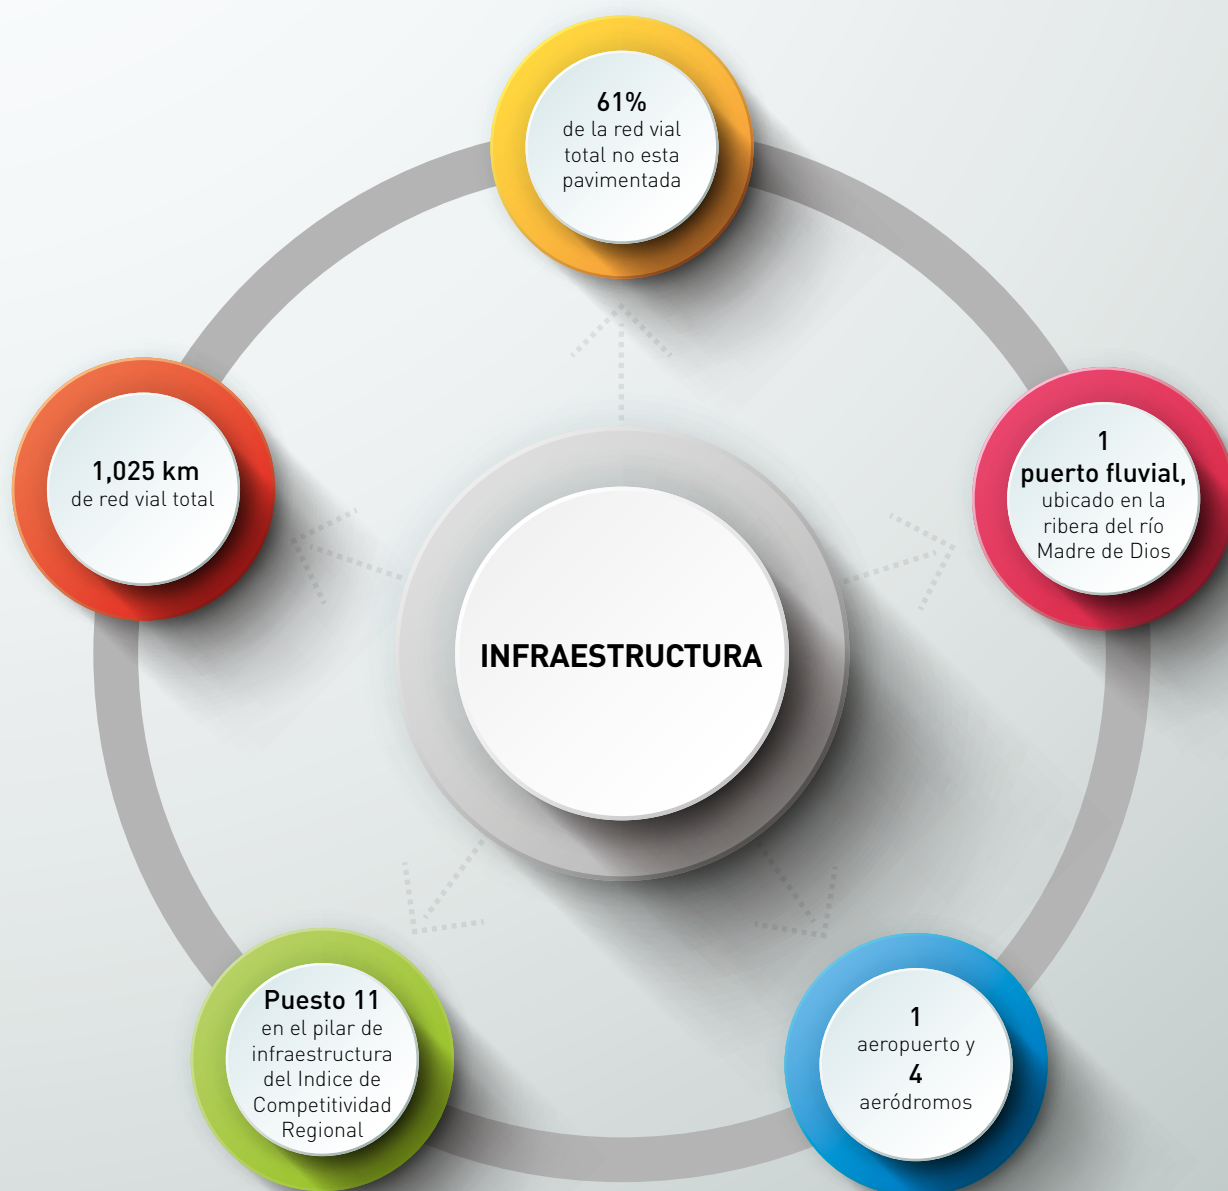 61%
de la red vial
total no esta
pavimentada
1,025 km
de red vial total
1
puerto fluvial,
ubicado en la
ribera del río
Madre de Dios
INFRAESTRUCTURA
Puesto 11
en el pilar de
infraestructura
del Indice de
Competitividad
Regional
1
aeropuerto y
4
aeródromos